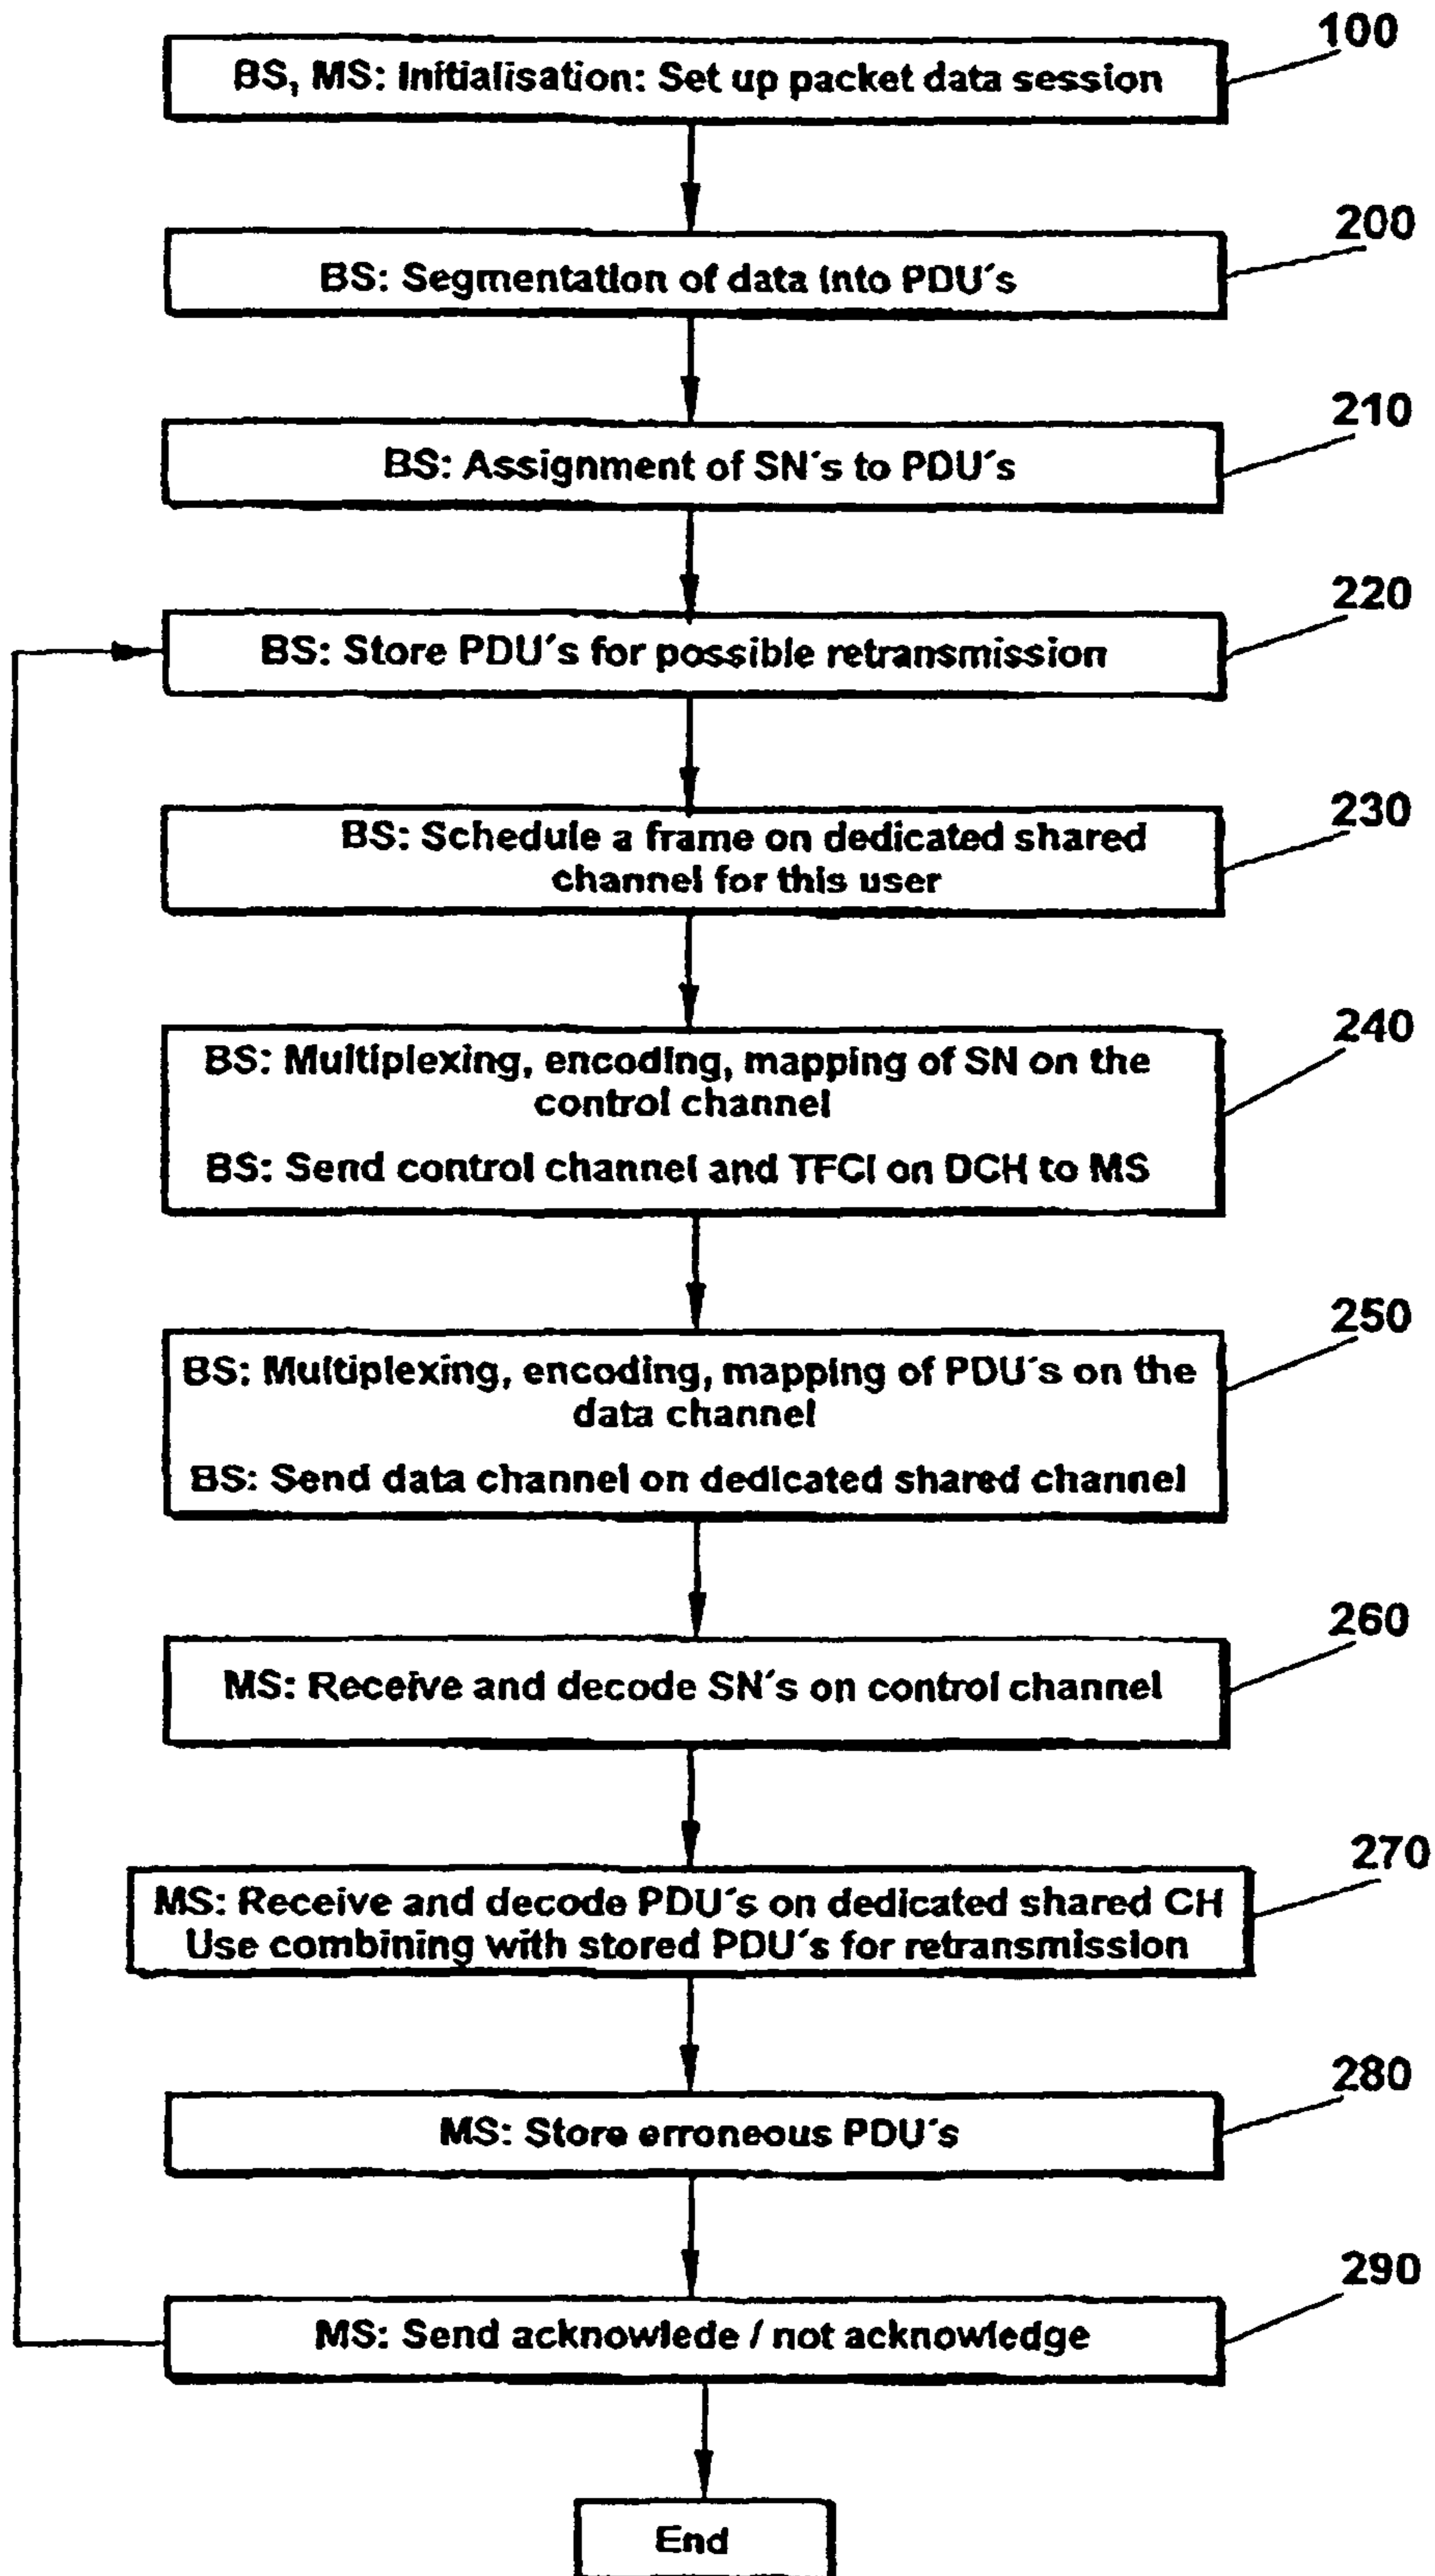 100
BS, MS: Initialisation: Set up packet data session
200
BS: Segmentation of data into PDU´s
210
BS: Assignment of SN´s to PDU´s
220
BS: Store PDU´s for possible retransmission
230
BS: Schedule a frame on dedicated shared
channel for this user
240
BS: Multiplexing, encoding, mapping of SN on the
control channel
BS: Send control channel and TFCI on DCH to MS
250
BS: Multiplexing, encoding, mapping of PDU´s on the
data channel
BS: Send data channel on dedicated shared channel
260
MS: Receive and decode SN´s on control channel
270
MS: Receive and decode PDU´s on dedicated shared CH
Use combining with stored PDU´s for retransmission
280
MS: Store erroneous PDU´s
290
MS: Send acknowlede / not acknowledge
End